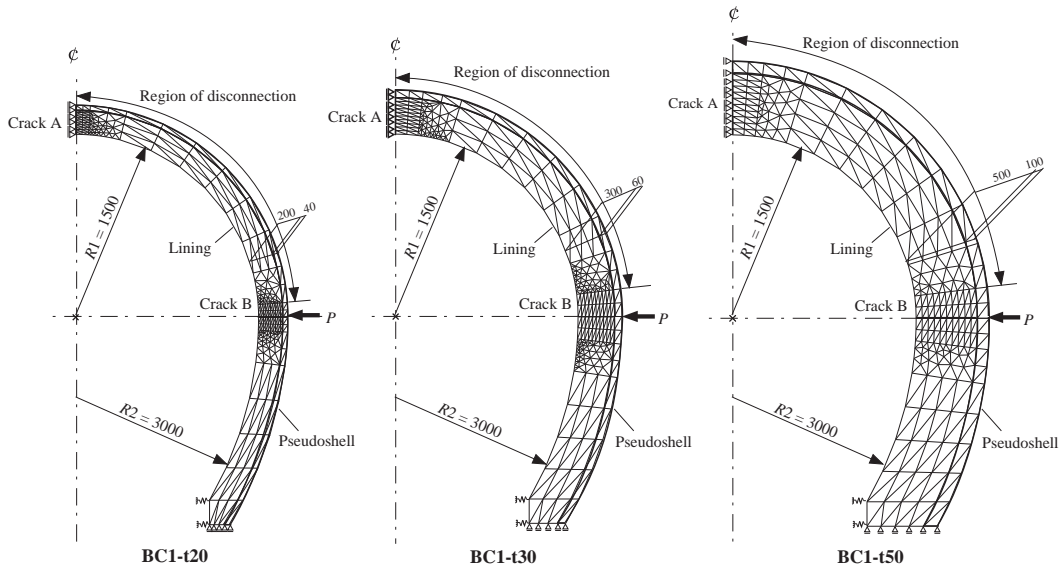 ℄
Region of disconnection
Crack A
R1 = 1500
200 40
Lining
Crack B
P
R2 = 3000
Pseudoshell
BC1-t20
℄
Region of disconnection
Crack A
R1 = 1500
300 60
Lining
Crack B
P
R2 = 3000
Pseudoshell
BC1-t30
℄
Region of disconnection
Crack A
R1 = 1500
500 100
Lining
Crack B
P
R2 = 3000
Pseudoshell
BC1-t50